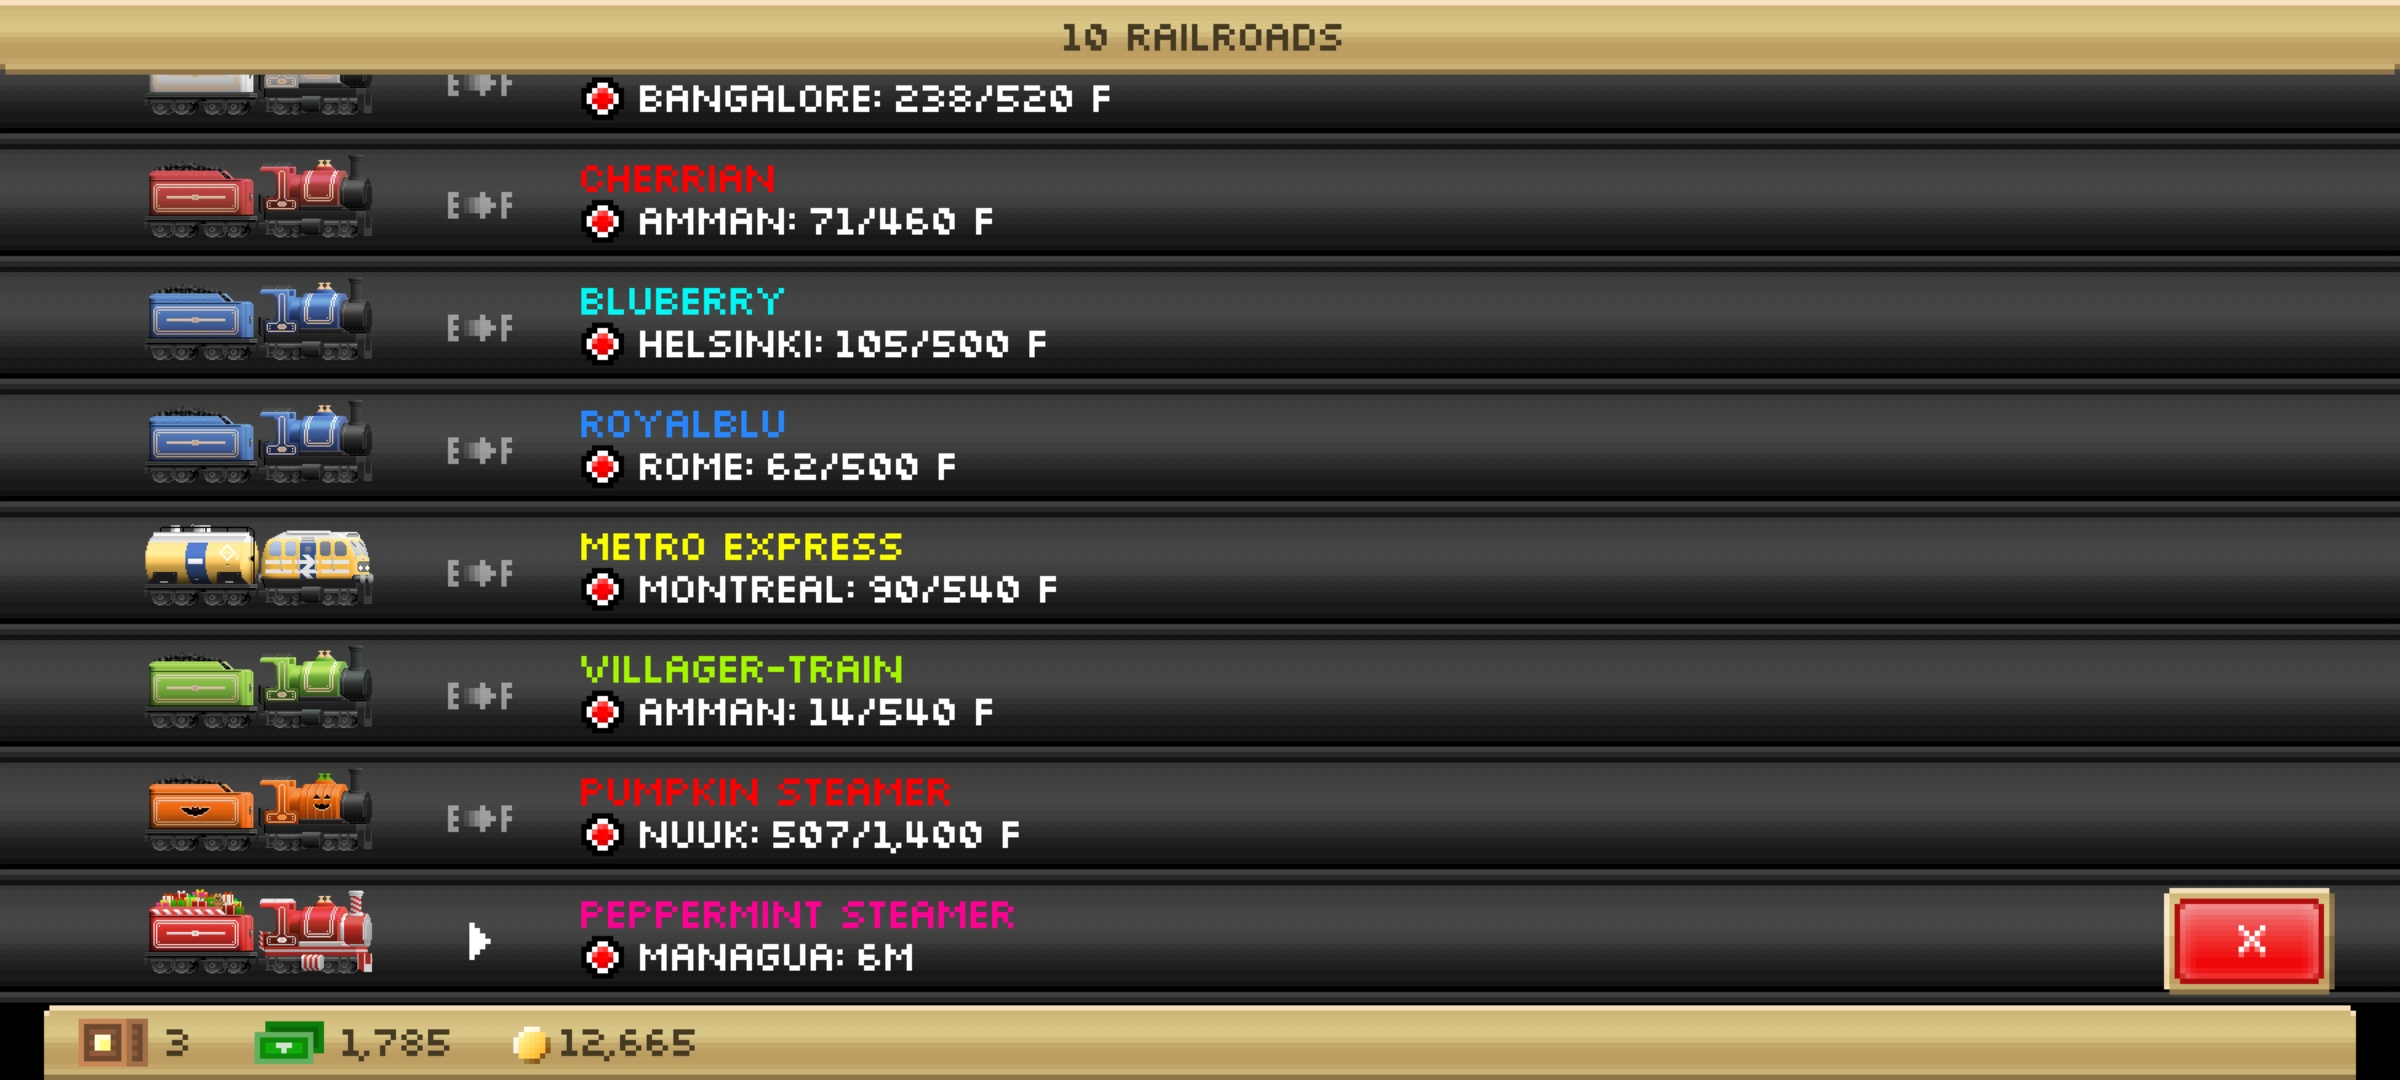 10 RAILROADS
E F
BANGALORE: 238/520 F
CHERRIAN
E F
AMMAN: 71/460 F
BLUBERRY
E F
HELSINKI: 105/500 F
ROYALBLU
E F
ROME: 62/500 F
METRO EXPRESS
E F
MONTREAL: 90/540 F
VILLAGER-TRAIN
E F
AMMAN: 14/540 F
PUMPKIN STEAMER
E F
NUUK: 507/1,400 F
PEPPERMINT STEAMER
MANAGUA: 6M
X
3 1,785 12,665